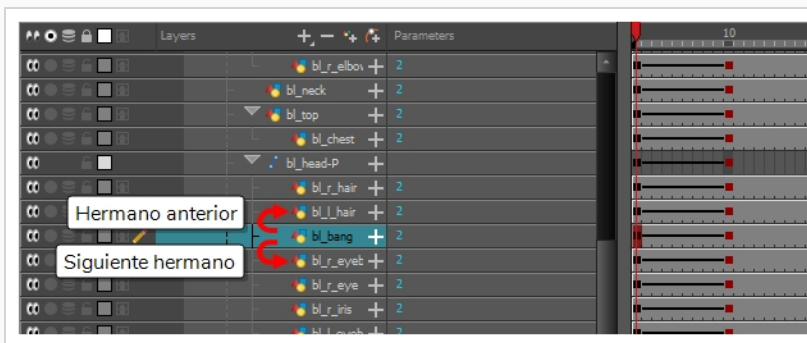 Layers Parameters 10
bl_r_elbov 2
bl_neck 2
bl_top 2
bl_chest 2
bl_head-P
bl_r_hair 2
Hermano anterior bl_l_hair 2
bl_bang 2
Siguiente hermano bl_r_eyeb 2
bl_r_eye 2
bl_r_iris 2
2